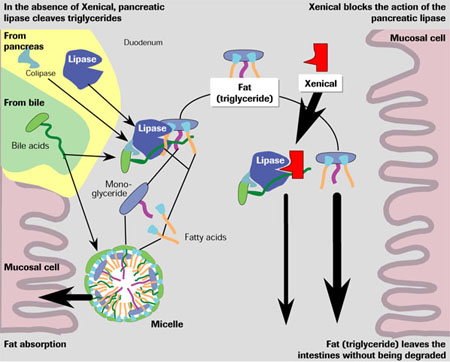 In the absence of Xenical, pancreatic
lipase cleaves triglycerides
Xenical blocks the action of the
pancreatic lipase
From
pancreas
Colipase
Lipase
Duodenum
Mucosal cell
Fat
(triglyceride)
Xenical
From bile
Bile acids
Lipase
Lipase
Mono-
glyceride
Fatty acids
Mucosal cell
Micelle
Fat absorption
Fat (triglyceride) leaves the
intestines without being degraded